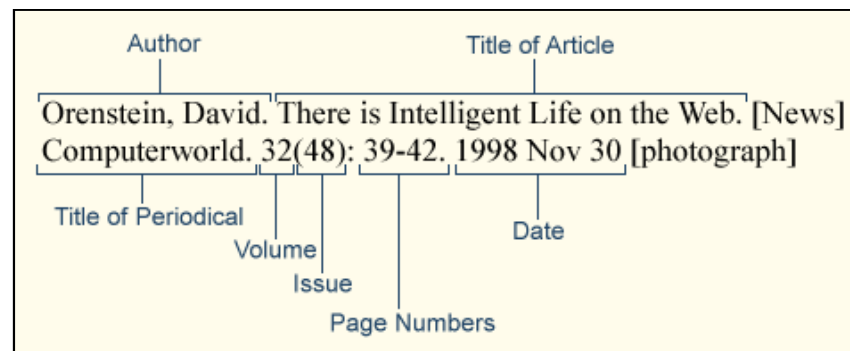 Author
Title of Article
Orenstein, David. There is Intelligent Life on the Web. [News]
Computerworld. 32(48): 39-42. 1998 Nov 30 [photograph]
Title of Periodical
Volume
Issue
Page Numbers
Date